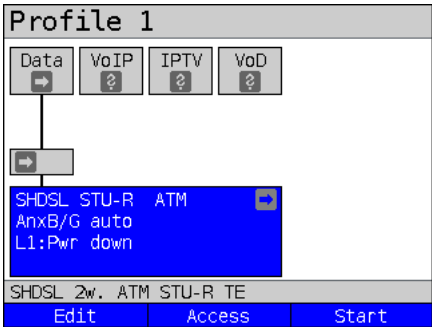 Profile 1
Data VoIP IPTV VoD
? ? ?
SHDSL STU-R ATM
AnxB/G auto
L1:Pwr down
SHDSL 2w. ATM STU-R TE
Edit Access Start